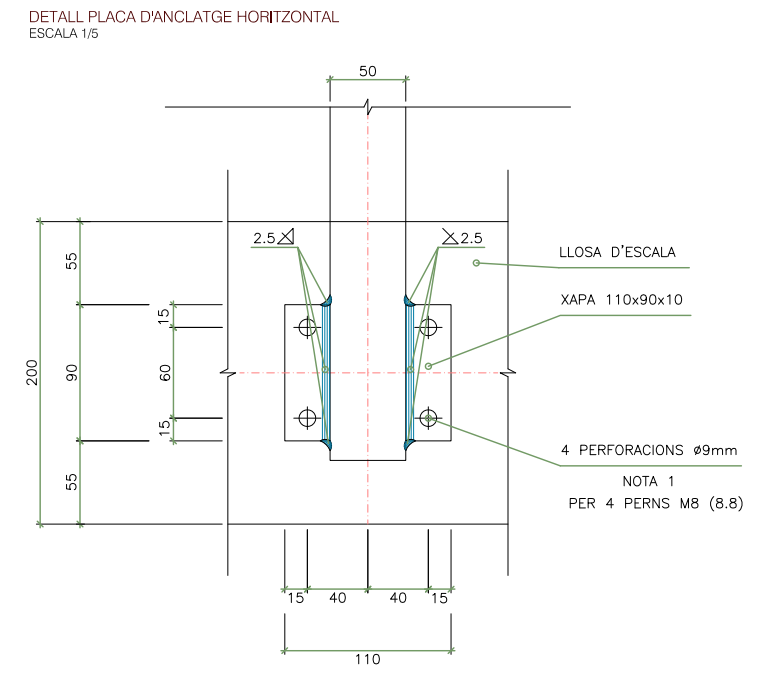 DETALL PLACA D'ANCLATGE HORITZONTAL
ESCALA 1/5
50
2.5
2.5
LLOSA D'ESCALA
55
XAPA 110x90x10
15
200
90
60
15
4 PERFORACIONS ø9mm
55
NOTA 1
PER 4 PERNS M8 (8.8)
15
40
40
15
110